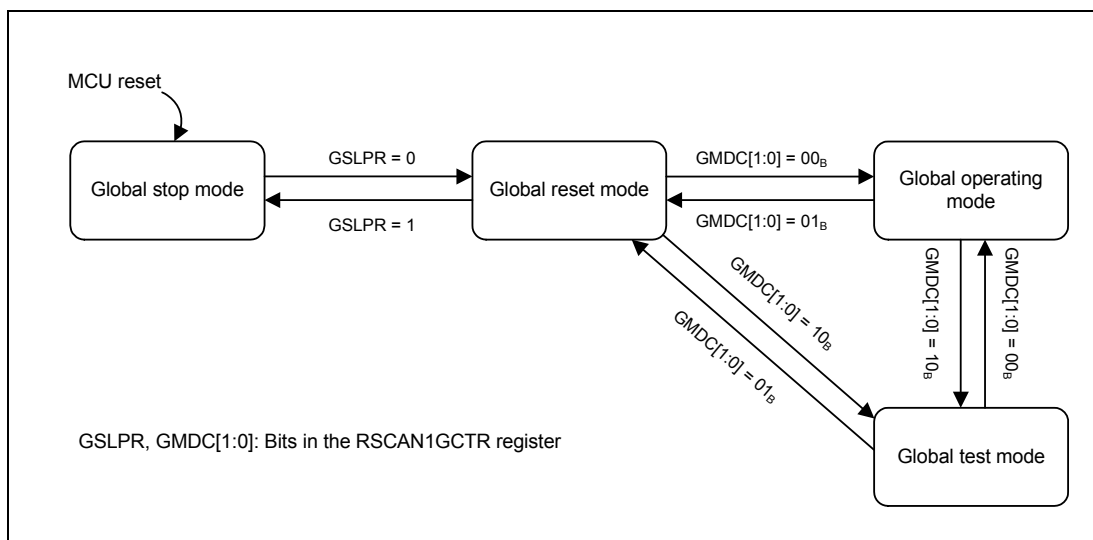 MCU reset
Global stop mode
GSLPR = 0
GSLPR = 1
Global reset mode
GMDC[1:0] = 00B
GMDC[1:0] = 01B
Global operating
mode
GMDC[1:0] = 10B
GMDC[1:0] = 01B
GMDC[1:0] = 10B
GMDC[1:0] = 00B
Global test mode
GSLPR, GMDC[1:0]: Bits in the RSCAN1GCTR register